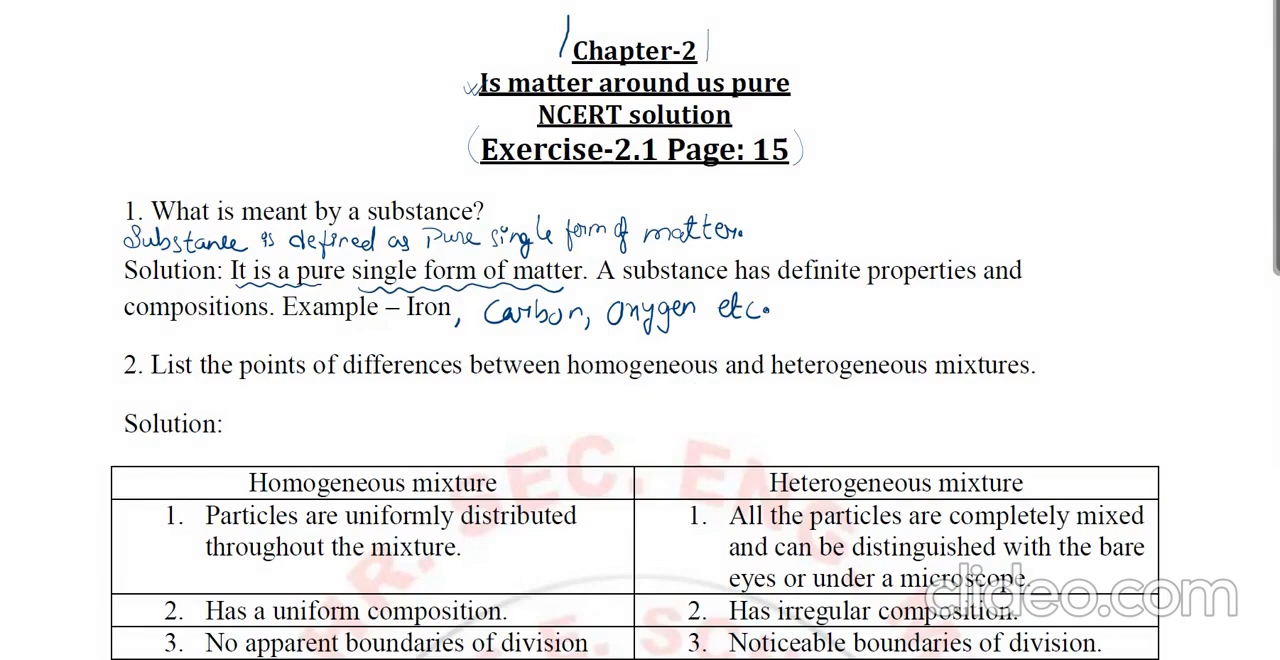 Chapter-2
Is matter around us pure
NCERT solution
Exercise-2.1 Page: 15
1. What is meant by a substance?
Substance is defined as Pure single form of matter.
Solution: It is a pure single form of matter. A substance has definite properties and
compositions. Example – Iron, Carbon, Oxygen etc.
2. List the points of differences between homogeneous and heterogeneous mixtures.
Solution:
Homogeneous mixture
Heterogeneous mixture
1. Particles are uniformly distributed
throughout the mixture.
1. All the particles are completely mixed
and can be distinguished with the bare
eyes or under a microscope.
2. Has a uniform composition.
2. Has irregular composition.
3. No apparent boundaries of division
3. Noticeable boundaries of division.
SEC. ENG.
clideo.com